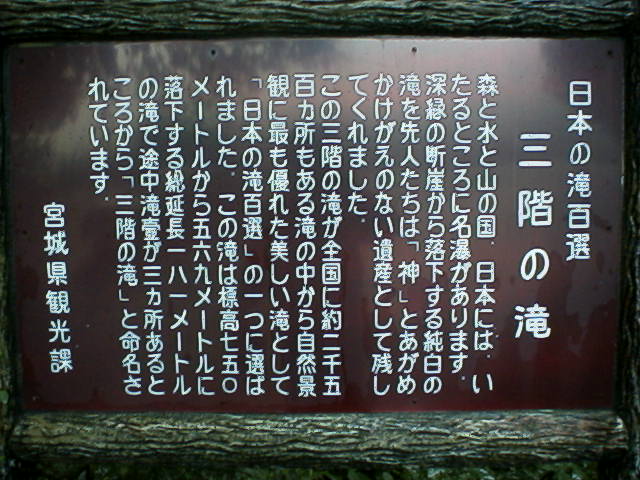 日本の滝百選
三階の滝
森と水と山の国、日本には、い
たるところに名瀑があります。
深緑の断崖から落下する純白の
滝を先人たちは「神」とあがめ
かけがえのない遺産として残し
てくれました。
この三階の滝が全国に約二千五
百カ所もある滝の中から自然景
観に最も優れた美しい滝として
「日本の滝百選」の一つに選ば
れました。この滝は標高七五〇
メートルから五六九メートルに
落下する総延長一八一メートル
の滝で途中滝壹が三カ所あると
ころから「三階の滝」と命名さ
れています。
宮城県観光課